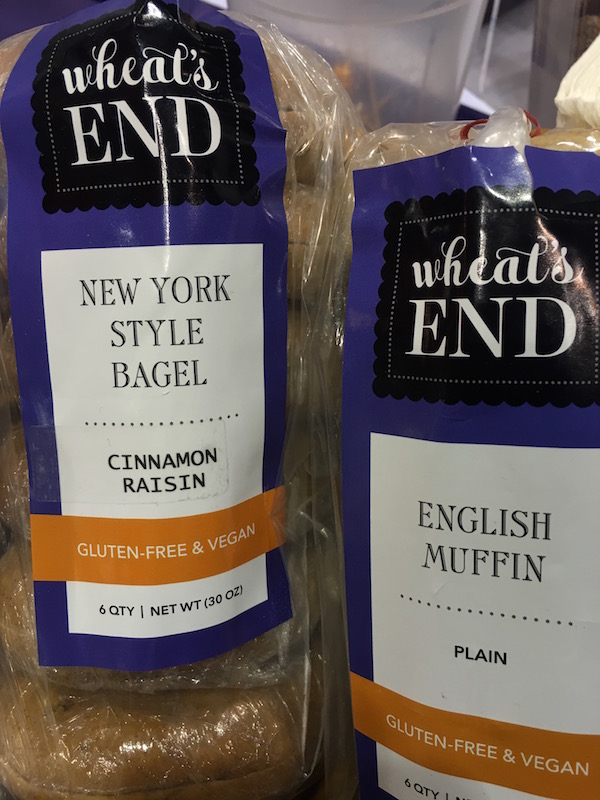 wheat's
END
NEW YORK
STYLE
BAGEL
CINNAMON
RAISIN
GLUTEN-FREE & VEGAN
6 QTY | NET WT (30 OZ)
wheat's
END
ENGLISH
MUFFIN
PLAIN
GLUTEN-FREE & VEGAN
6 QTY |